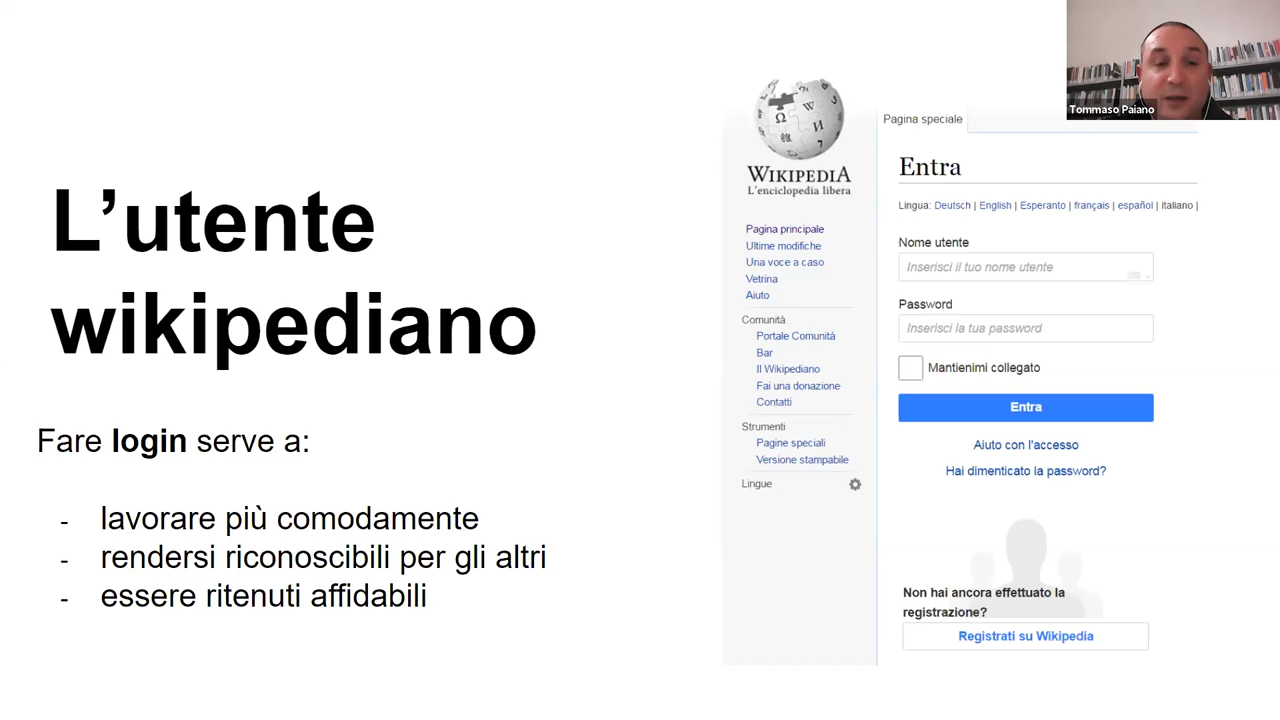 L’utente
wikipediano
Fare login serve a:
- lavorare più comodamente
- rendersi riconoscibili per gli altri
- essere ritenuti affidabili
WIKIPEDIA
L'enciclopedia libera
Pagina principale
Ultime modifiche
Una voce a caso
Vetrina
Aiuto
Comunità
Portale Comunità
Bar
Il Wikipediano
Fai una donazione
Contatti
Strumenti
Pagine speciali
Versione stampabile
Lingue
Tommaso Paiano
Pagina speciale
Entra
Lingua: Deutsch | English | Esperanto | français | español | italiano |
Nome utente
Inserisci il tuo nome utente
Password
Inserisci la tua password
Mantienimi collegato
Entra
Aiuto con l'accesso
Hai dimenticato la password?
Non hai ancora effettuato la
registrazione?
Registrati su Wikipedia